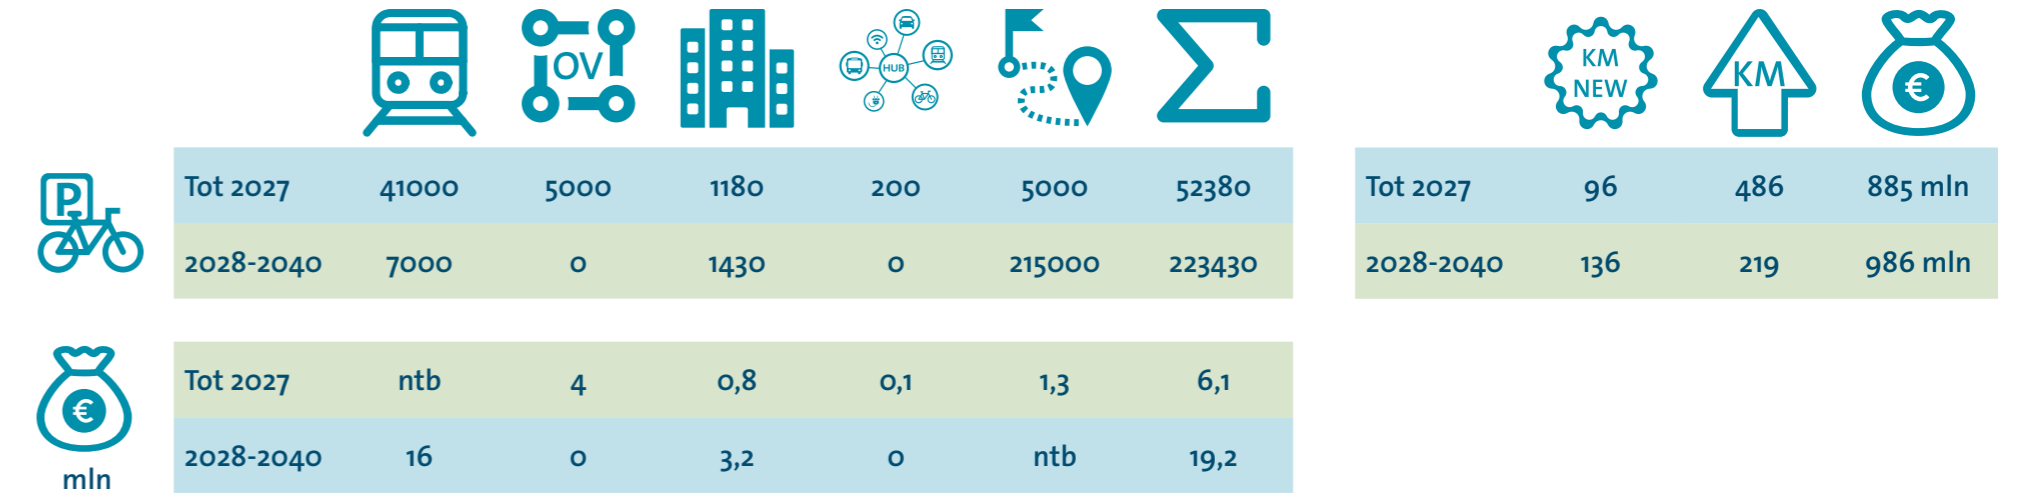 OV
HUB
KM
NEW
KM
€
P
Tot 2027 41000 5000 1180 200 5000 52380
2028-2040 7000 0 1430 0 215000 223430
Tot 2027 96 486 885 mln
2028-2040 136 219 986 mln
€
mln
Tot 2027 ntb 4 0,8 0,1 1,3 6,1
2028-2040 16 0 3,2 0 ntb 19,2